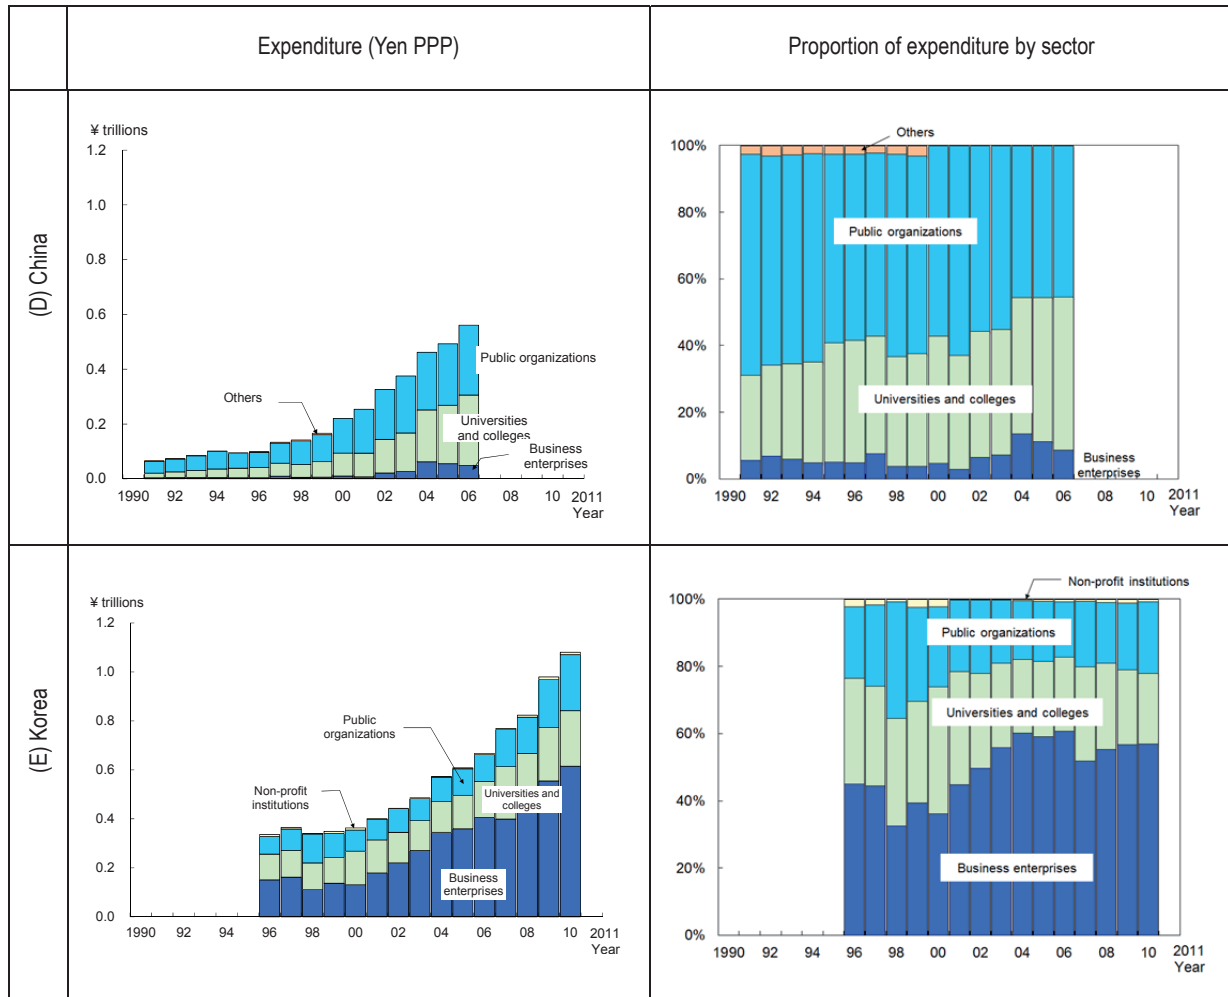 Expenditure (Yen PPP)
Proportion of expenditure by sector
(D) China
¥ trillions
1.2
1.0
0.8
0.6
0.4
0.2
0.0
Public organizations
Others
Universities
and colleges
Business
enterprises
1990 92 94 96 98 00 02 04 06 08 10 2011
Year
Others
100%
80%
60%
40%
20%
0%
Public organizations
Universities and colleges
Business
enterprises
1990 92 94 96 98 00 02 04 06 08 10 2011
Year
(E) Korea
¥ trillions
1.2
1.0
0.8
0.6
0.4
0.2
0.0
Public
organizations
Non-profit
institutions
Universities and
colleges
Business
enterprises
1990 92 94 96 98 00 02 04 06 08 10 2011
Year
Non-profit institutions
100%
80%
60%
40%
20%
0%
Public organizations
Universities and colleges
Business enterprises
1990 92 94 96 98 00 02 04 06 08 10 2011
Year